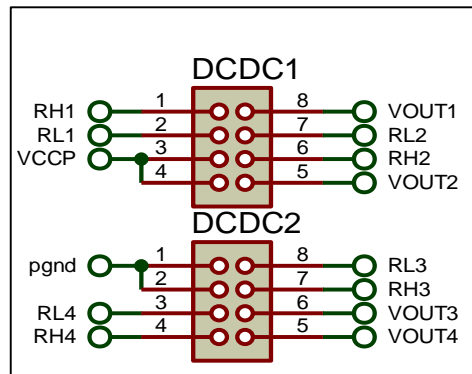 DCDC1
RH1 1 8 VOUT1
RL1 2 7 RL2
VCCP 3 6 RH2
4 5 VOUT2
DCDC2
pgnd 1 8 RL3
2 7 RH3
RL4 3 6 VOUT3
RH4 4 5 VOUT4